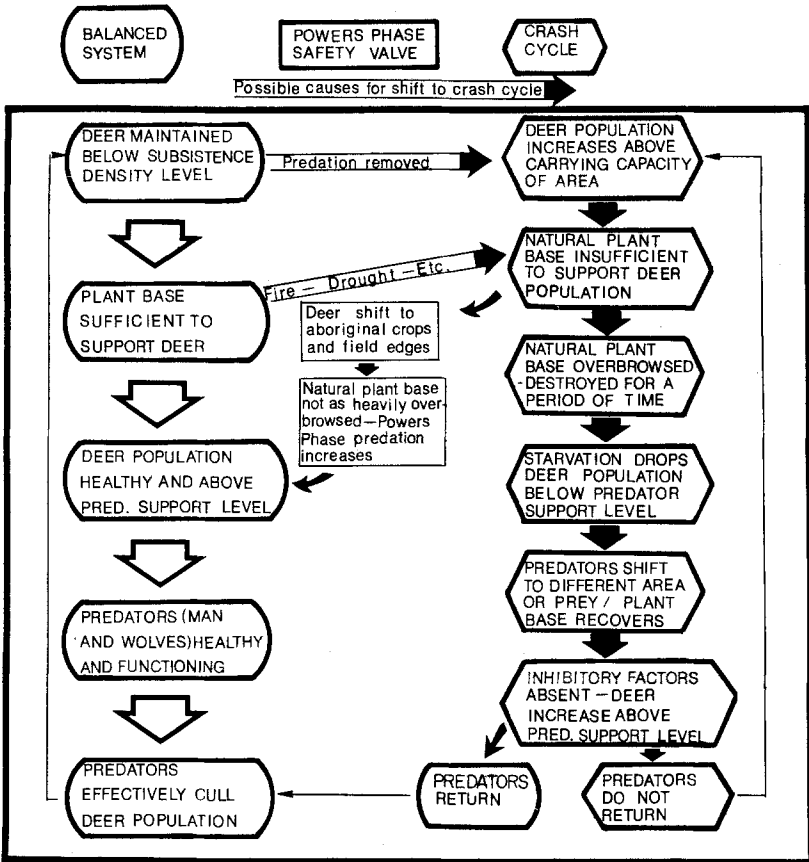 BALANCED
SYSTEM
POWERS PHASE
SAFETY VALVE
CRASH
CYCLE
Possible causes for shift to crash cycle
DEER MAINTAINED
BELOW SUBSISTENCE
DENSITY LEVEL
Predation removed
DEER POPULATION
INCREASES ABOVE
CARRYING CAPACITY
OF AREA
PLANT BASE
SUFFICIENT TO
SUPPORT DEER
Fire — Drought —Etc.
NATURAL PLANT
BASE INSUFFICIENT
TO SUPPORT DEER
POPULATION
Deer shift to
aboriginal crops
and field edges
Natural plant base
not as heavily over-
browsed—Powers
Phase predation
increases
NATURAL PLANT
BASE OVERBROWSED
-DESTROYED FOR A
PERIOD OF TIME
DEER POPULATION
HEALTHY AND ABOVE
PRED. SUPPORT LEVEL
STARVATION DROPS
DEER POPULATION
BELOW PREDATOR
SUPPORT LEVEL
PREDATORS (MAN
AND WOLVES) HEALTHY
AND FUNCTIONING
PREDATORS SHIFT
TO DIFFERENT AREA
OR PREY / PLANT
BASE RECOVERS
INHIBITORY FACTORS
ABSENT — DEER
INCREASE ABOVE
PRED. SUPPORT LEVEL
PREDATORS
EFFECTIVELY CULL
DEER POPULATION
PREDATORS
RETURN
PREDATORS
DO NOT
RETURN